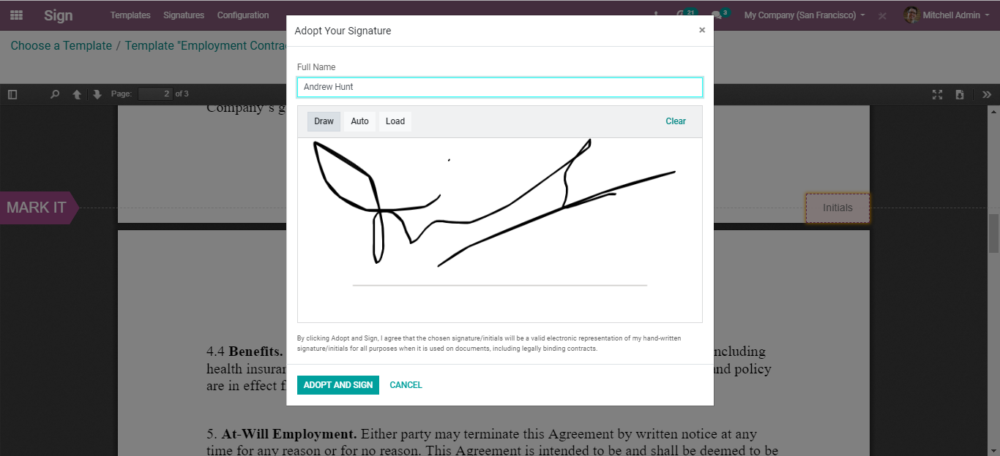 Sign Templates Signatures Configuration 21 3 My Company (San Francisco) Mitchell Admin
Choose a Template / Template "Employment Contra
Adopt Your Signature ×
Full Name
Andrew Hunt
Page: 2 of 3
Company's g
Draw Auto Load Clear
MARK IT
Initials
By clicking Adopt and Sign, I agree that the chosen signature/initials will be a valid electronic representation of my hand-written
signature/initials for all purposes when it is used on documents, including legally binding contracts.
4.4 Benefits. ncluding
health insuran nd policy
are in effect f
ADOPT AND SIGN CANCEL
5. At-Will Employment. Either party may terminate this Agreement by written notice at any
time for any reason or for no reason. This Agreement is intended to be and shall be deemed to be